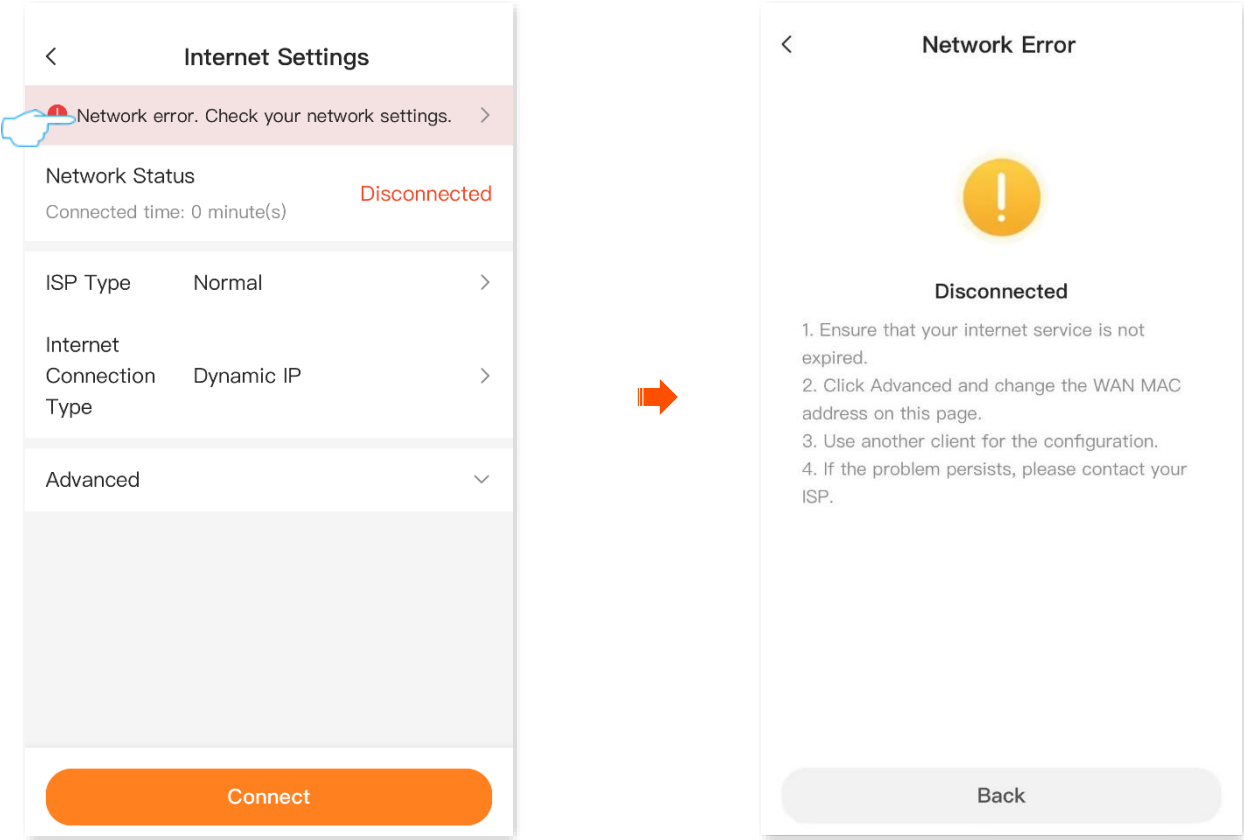 Internet Settings
Network error. Check your network settings.
Network Status
Disconnected
Connected time: 0 minute(s)
ISP Type Normal
Internet
Connection Dynamic IP
Type
Advanced
Connect
Network Error
Disconnected
1. Ensure that your internet service is not
expired.
2. Click Advanced and change the WAN MAC
address on this page.
3. Use another client for the configuration.
4. If the problem persists, please contact your
ISP.
Back